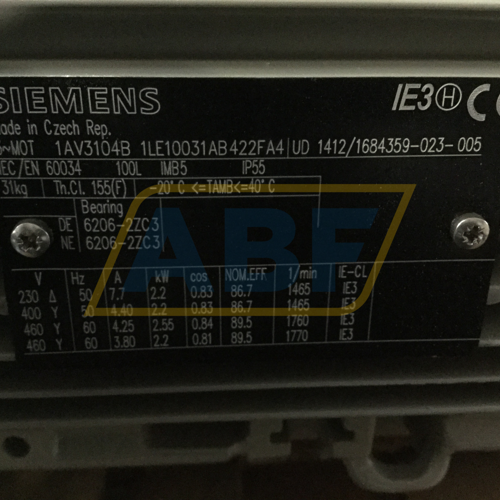 SIEMENS
IE3 H CE
Made in Czech Rep.
3~MOT 1AV3104B 1LE10031AB422FA4 UD 1412/1684359-023-005
IEC/EN 60034 100L IMB5 IP55
31kg Th.Cl. 155(F) -20°C <=TAMB<=40°C
Bearing
DE 6206-2ZC3
NE 6206-2ZC3
V Hz A kW cos NOM.EFF 1/min IE-CL
230 Δ 50 7.7 2.2 0.83 86.7 1465 IE3
400 Y 50 4.40 2.2 0.83 86.7 1465 IE3
460 Y 60 4.25 2.55 0.84 89.5 1760 IE3
460 Y 60 3.80 2.2 0.81 89.5 1770 IE3
ABF